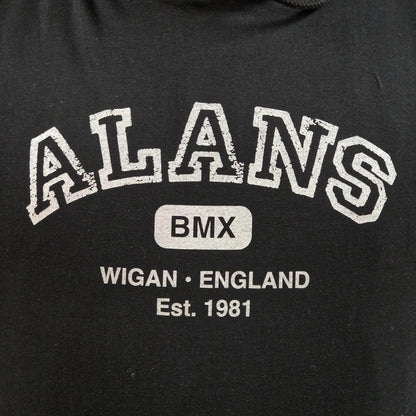 ALANS
BMX
WIGAN · ENGLAND
Est. 1981